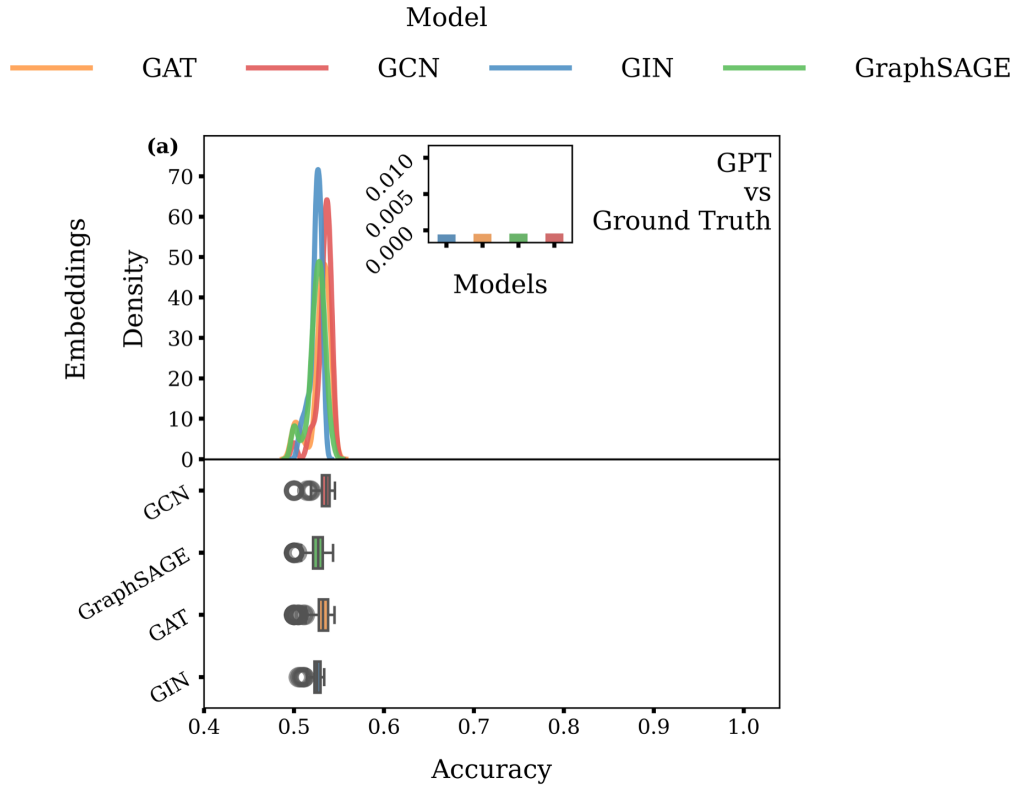 Model
GAT GCN GIN GraphSAGE
(a)
GPT
vs
Ground Truth
0.010
0.005
0.000
Models
Embeddings
Density
70
60
50
40
30
20
10
0
GCN
GraphSAGE
GAT
GIN
0.4 0.5 0.6 0.7 0.8 0.9 1.0
Accuracy